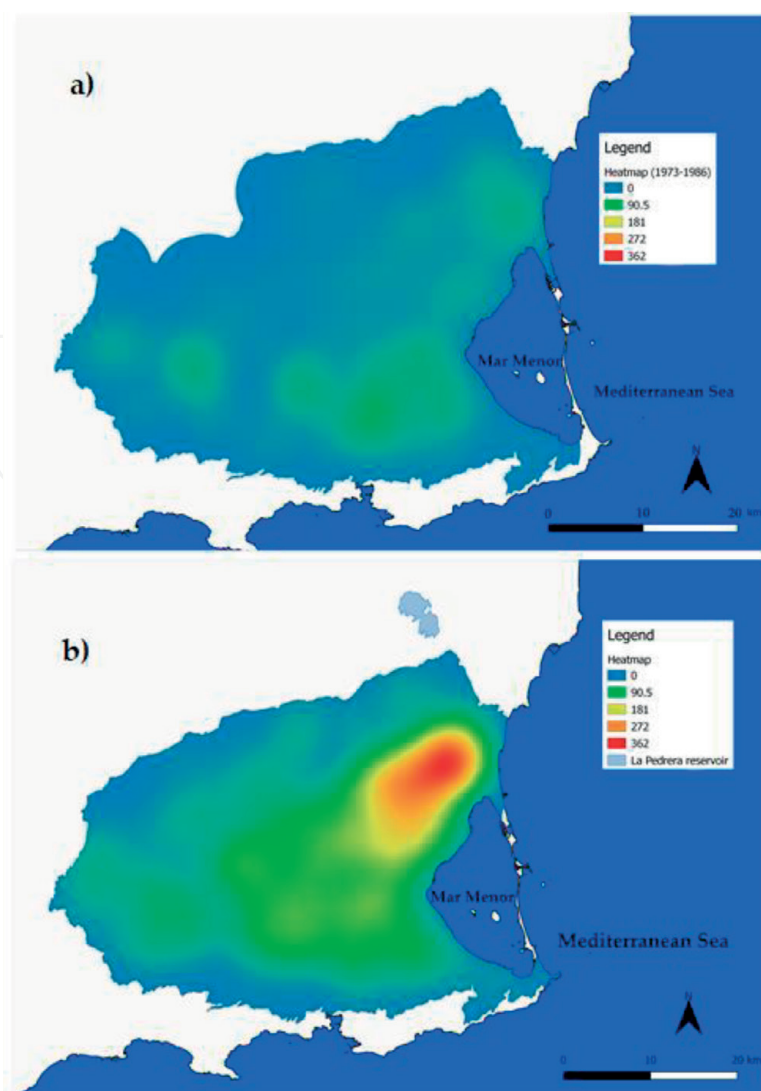 a)
Legend
Heatmap (1973-1986)
0
90.5
181
272
362
Mar Menor
Mediterranean Sea
N
0 10 20 km
b)
Legend
Heatmap
0
90.5
181
272
362
La Pedrera reservoir
Mar Menor
Mediterranean Sea
N
0 10 20 km